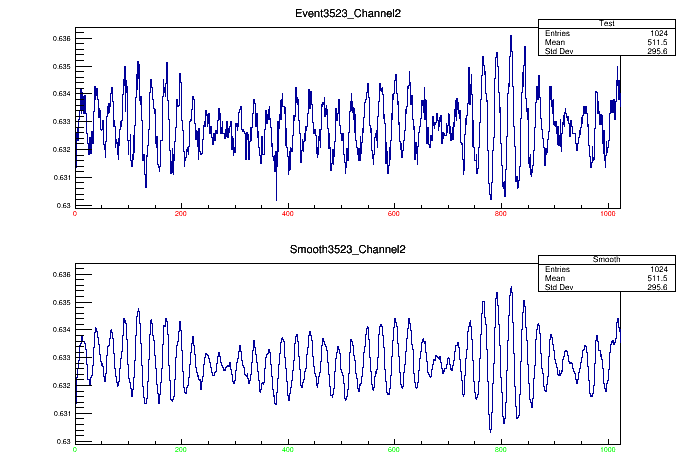 Event3523_Channel2
Test
Entries 1024
Mean 511.5
Std Dev 295.6
0.636
0.635
0.634
0.633
0.632
0.631
0.63
0 200 400 600 800 1000
Smooth3523_Channel2
Smooth
Entries 1024
Mean 511.5
Std Dev 295.6
0.636
0.635
0.634
0.633
0.632
0.631
0.63
0 200 400 600 800 1000